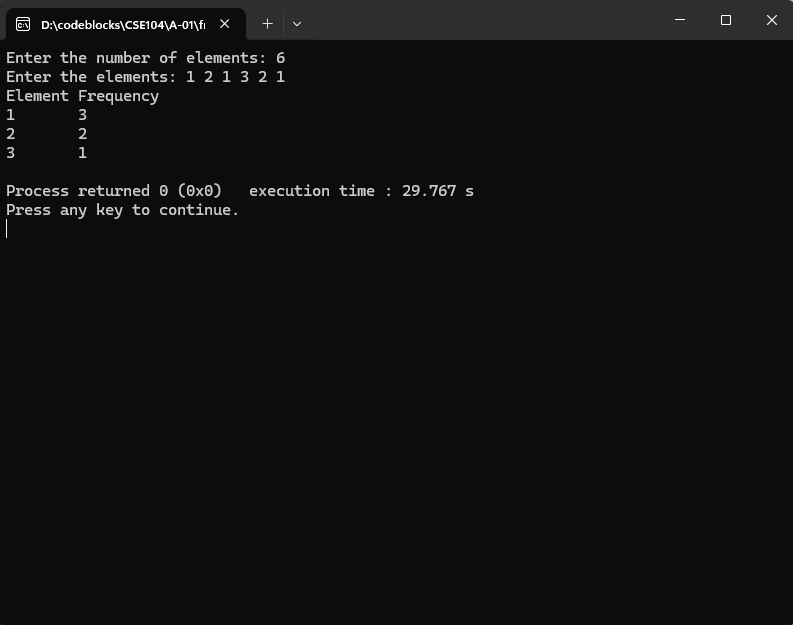 D:\codeblocks\CSE104\A-01\fr
Enter the number of elements: 6
Enter the elements: 1 2 1 3 2 1
Element Frequency
1       3
2       2
3       1
Process returned 0 (0x0)   execution time : 29.767 s
Press any key to continue.